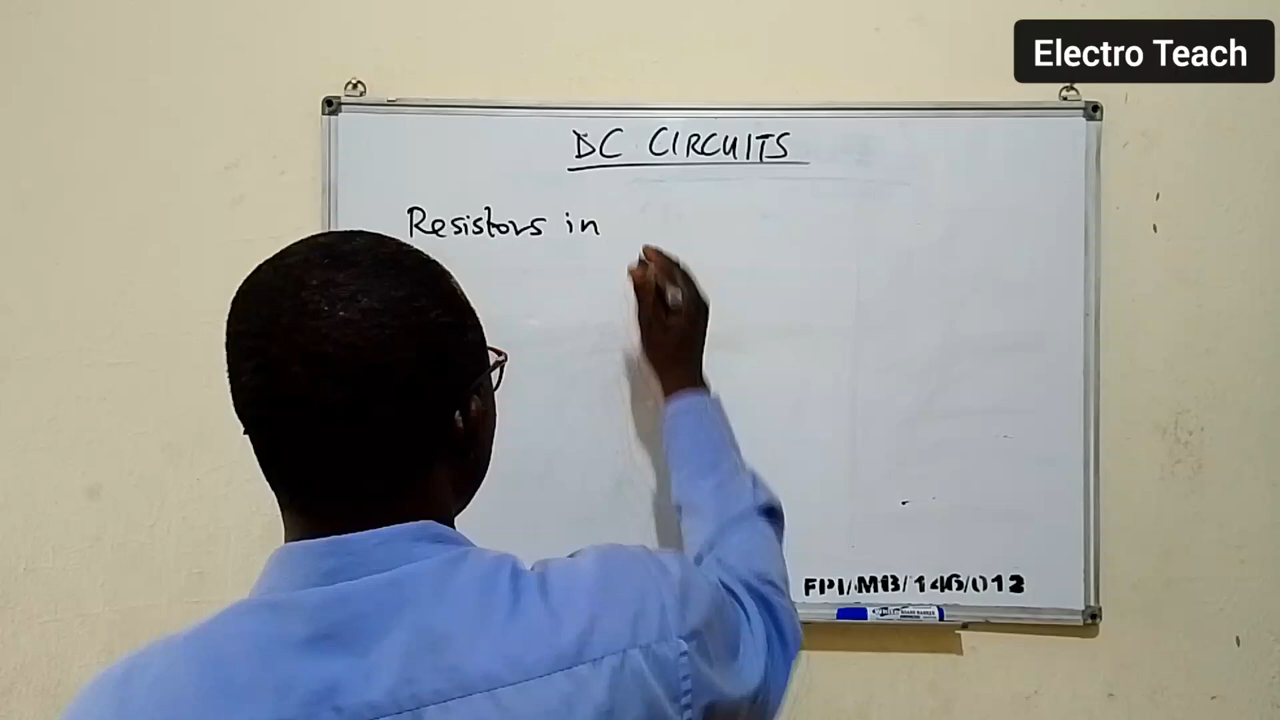 Electro Teach
DC CIRCUITS
Resistors in
FPI/MB/146/012